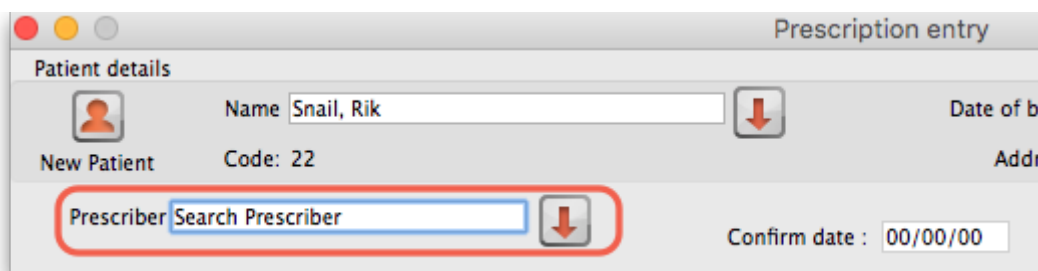 Prescription entry
Patient details
Name Snail, Rik Date of b
New Patient Code: 22 Addr
Prescriber Search Prescriber
Confirm date : 00/00/00